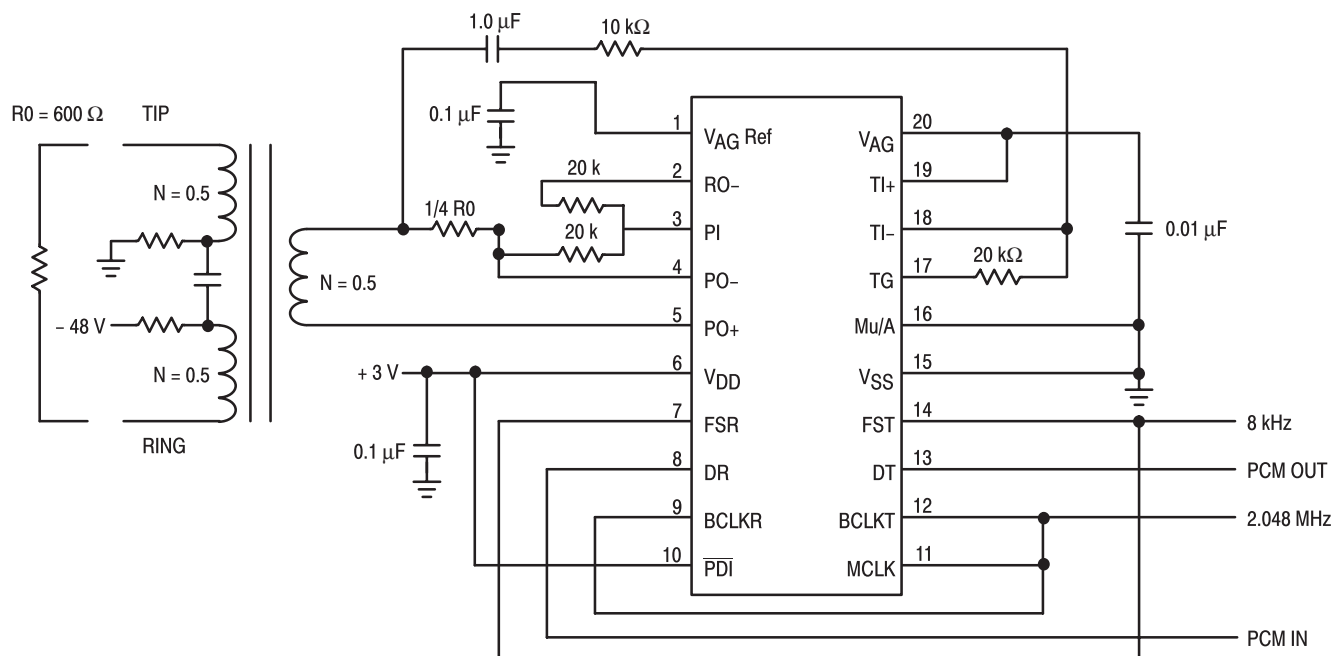 1.0 μF
10 kΩ
R0 = 600 Ω
TIP
0.1 μF
N = 0.5
– 48 V
N = 0.5
RING
1/4 R0
20 k
20 k
N = 0.5
+ 3 V
0.1 μF
1 VAG Ref
2 RO–
3 PI
4 PO–
5 PO+
6 VDD
7 FSR
8 DR
9 BCLKR
10 PDI
VAG 20
TI+ 19
TI– 18
TG 17
Mu/A 16
VSS 15
FST 14
DT 13
BCLKT 12
MCLK 11
20 kΩ
0.01 μF
8 kHz
PCM OUT
2.048 MHz
PCM IN